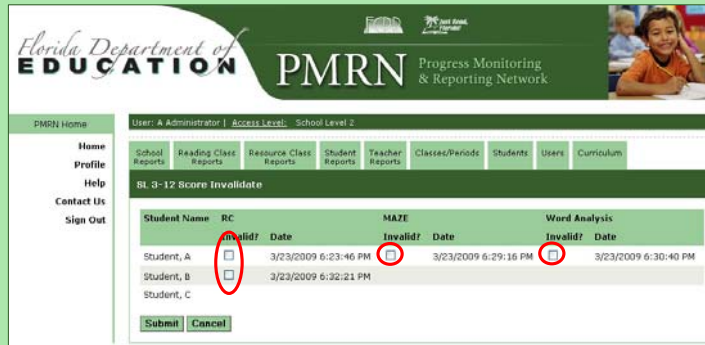 FCRR Just Read, Florida!
Florida Department of
EDUCATION
PMRN Progress Monitoring
& Reporting Network
PMRN Home
Home
Profile
Help
Contact Us
Sign Out
User: A Administrator | Access Level: School Level 2
School Reports Reading Class Reports Resource Class Reports Student Reports Teacher Reports Classes/Periods Students Users Curriculum
SL 3-12 Score Invalidate
Student Name RC MAZE Word Analysis
Invalid? Date Invalid? Date Invalid? Date
Student, A 3/23/2009 6:23:46 PM 3/23/2009 6:29:16 PM 3/23/2009 6:30:40 PM
Student, B 3/23/2009 6:32:21 PM
Student, C
Submit Cancel